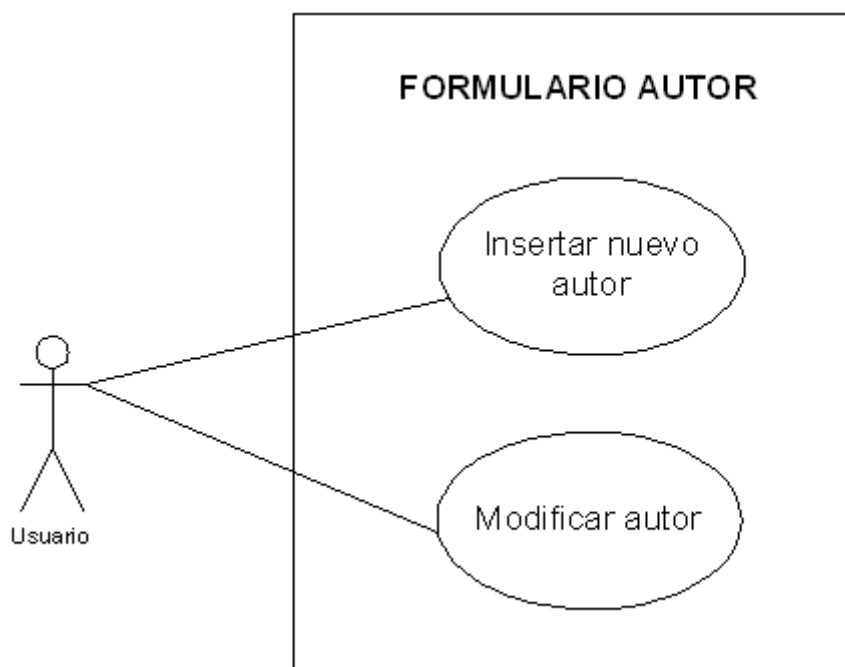 FORMULARIO AUTOR
Insertar nuevo
autor
Modificar autor
Usuario